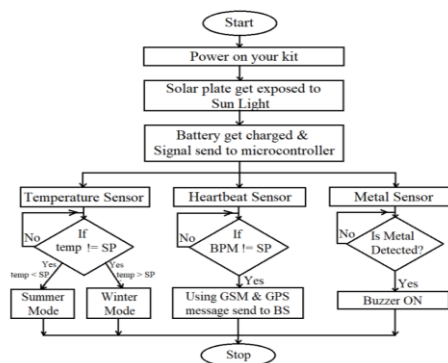 Start
Power on your kit
Solar plate get exposed to
Sun Light
Battery get charged &
Signal send to microcontroller
Temperature Sensor
Heartbeat Sensor
Metal Sensor
If
temp != SP
No
Yes
temp < SP
Yes
temp > SP
Summer
Mode
Winter
Mode
If
BPM != SP
No
Yes
Using GSM & GPS
message send to BS
Is Metal
Detected?
No
Yes
Buzzer ON
Stop